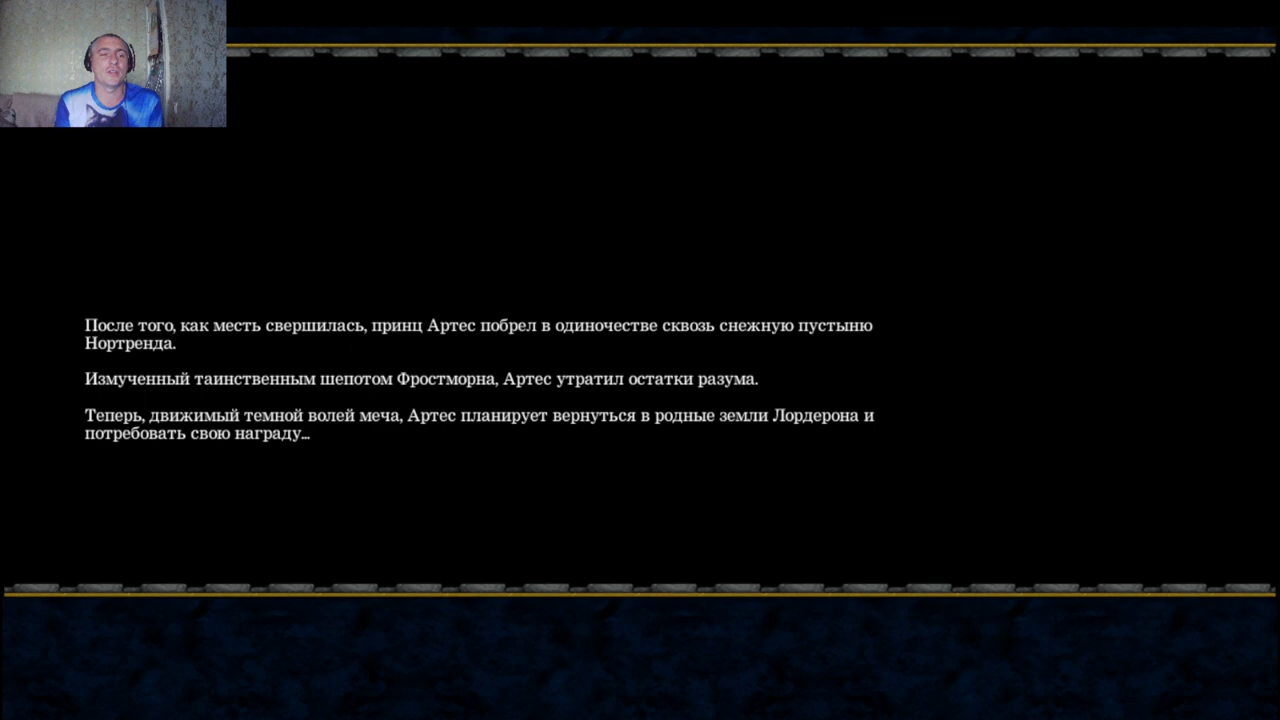 После того, как месть свершилась, принц Артес побрел в одиночестве сквозь снежную пустыню
Нортренда.
Измученный таинственным шепотом Фростморна, Артес утратил остатки разума.
Теперь, движимый темной волей меча, Артес планирует вернуться в родные земли Лордерона и
потребовать свою награду...